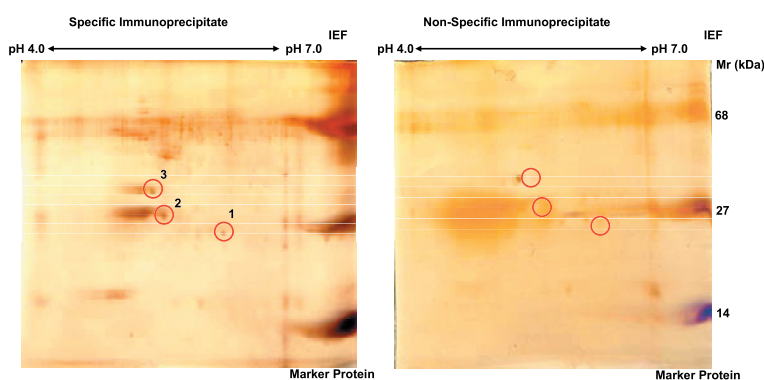 Specific Immunoprecipitate
Non-Specific Immunoprecipitate
IEF
IEF
pH 4.0
pH 7.0
pH 4.0
pH 7.0
Mr (kDa)
68
3
2
1
27
14
Marker Protein
Marker Protein